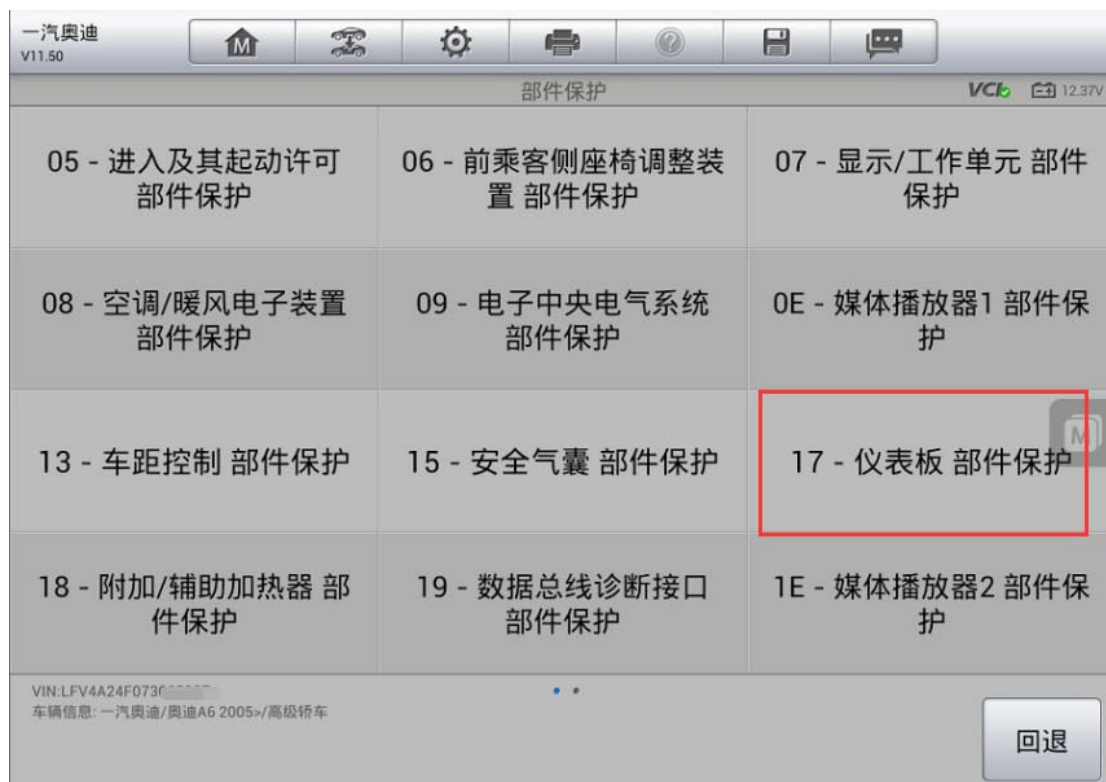 一汽奥迪
V11.50
M
部件保护
VCI
12.37V
05 - 进入及其起动许可
部件保护
06 - 前乘客侧座椅调整装
置 部件保护
07 - 显示/工作单元 部件
保护
08 - 空调/暖风电子装置
部件保护
09 - 电子中央电气系统
部件保护
0E - 媒体播放器1 部件保
护
13 - 车距控制 部件保护
15 - 安全气囊 部件保护
17 - 仪表板 部件保护
M
18 - 附加/辅助加热器 部
件保护
19 - 数据总线诊断接口
部件保护
1E - 媒体播放器2 部件保
护
VIN:LFV4A24F073
车辆信息: 一汽奥迪/奥迪A6 2005>/高级轿车
回退